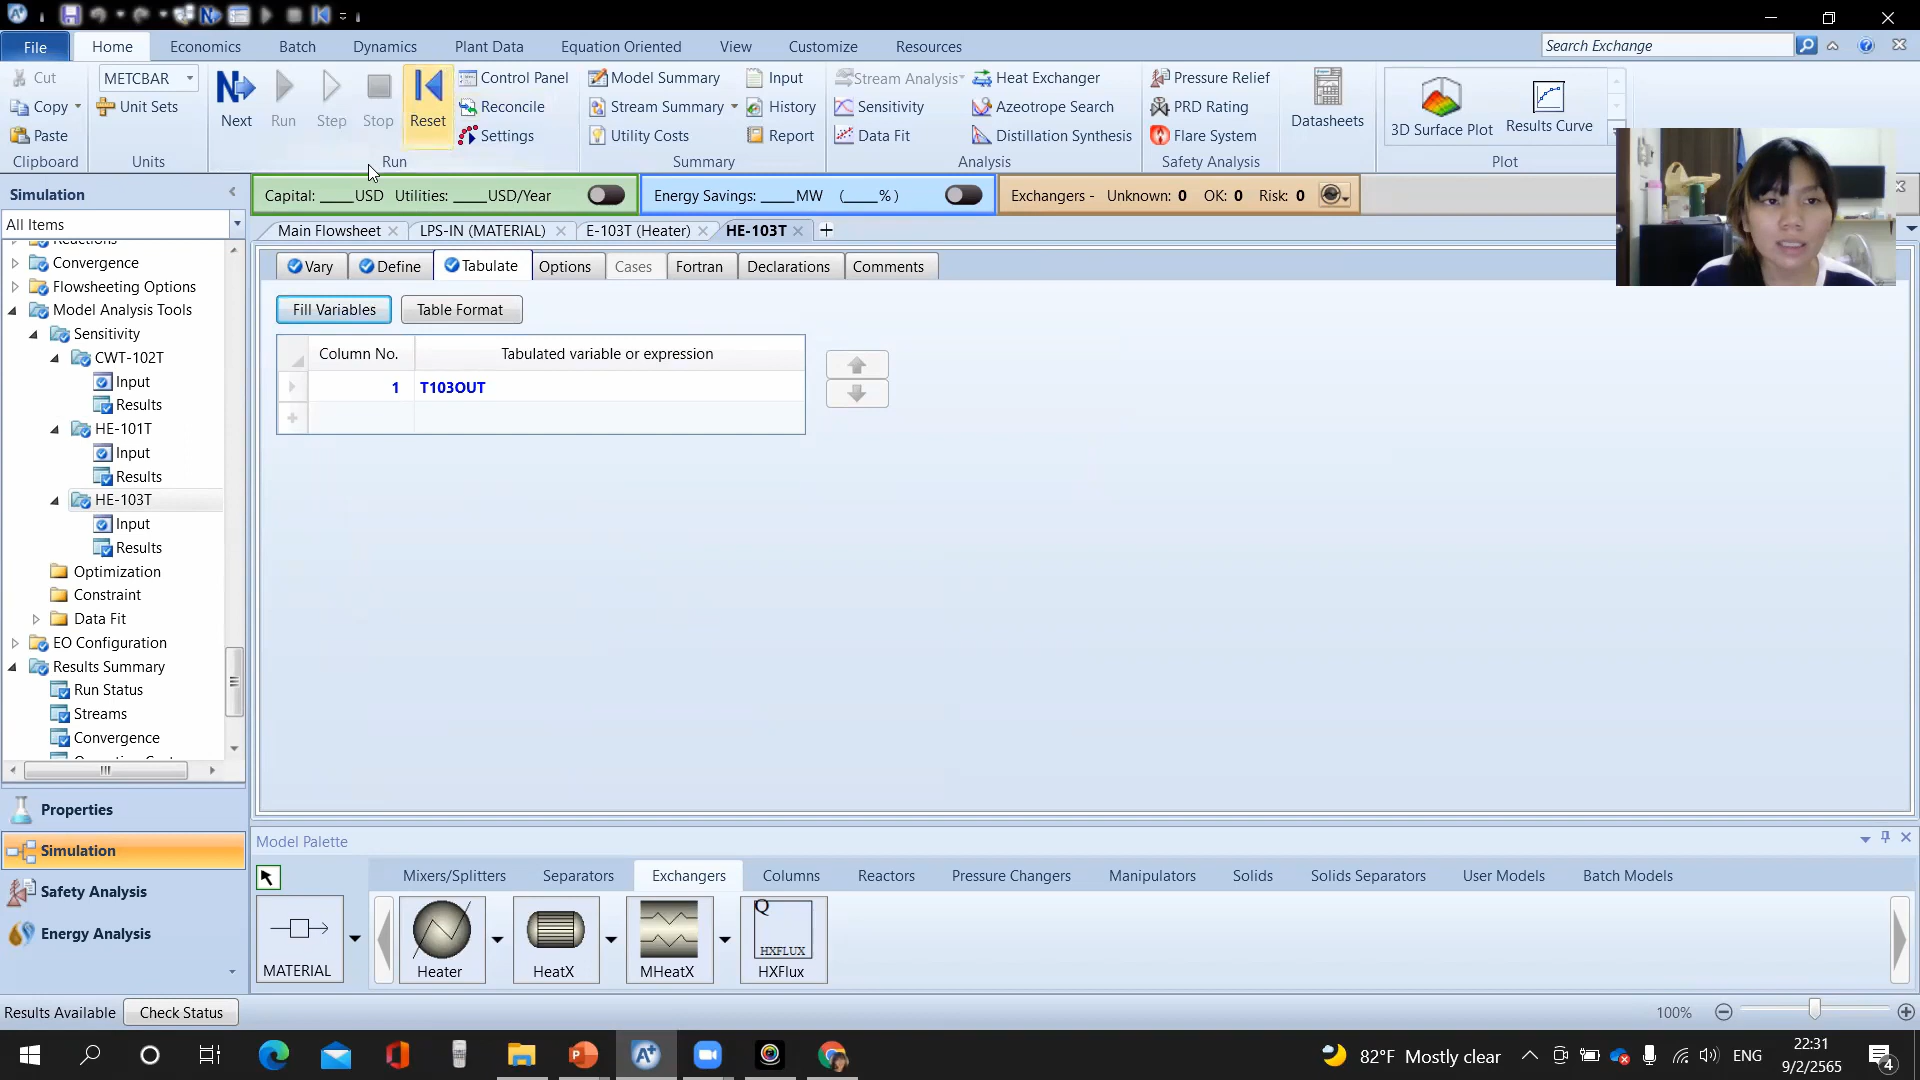 File
Home
Economics
Batch
Dynamics
Plant Data
Equation Oriented
View
Customize
Resources
Search Exchange
Cut
Copy
Paste
Clipboard
METCBAR
Unit Sets
Units
Next
Run
Step
Stop
Reset
Control Panel
Reconcile
Settings
Run
Model Summary
Stream Summary
Utility Costs
Input
History
Report
Summary
Stream Analysis
Sensitivity
Data Fit
Heat Exchanger
Azeotrope Search
Distillation Synthesis
Analysis
Pressure Relief
PRD Rating
Flare System
Safety Analysis
Datasheets
3D Surface Plot
Results Curve
Plot
Capital: ____USD Utilities: ____USD/Year
Energy Savings: ____MW (____%)
Exchangers - Unknown: 0 OK: 0 Risk: 0
Simulation
All Items
Reactions
Convergence
Flowsheeting Options
Model Analysis Tools
Sensitivity
CWT-102T
Input
Results
HE-101T
Input
Results
HE-103T
Input
Results
Optimization
Constraint
Data Fit
EO Configuration
Results Summary
Run Status
Streams
Convergence
Properties
Simulation
Safety Analysis
Energy Analysis
Main Flowsheet
LPS-IN (MATERIAL)
E-103T (Heater)
HE-103T
Vary
Define
Tabulate
Options
Cases
Fortran
Declarations
Comments
Fill Variables
Table Format
Column No. Tabulated variable or expression
1 T103OUT
Model Palette
Mixers/Splitters
Separators
Exchangers
Columns
Reactors
Pressure Changers
Manipulators
Solids
Solids Separators
User Models
Batch Models
MATERIAL
Heater
HeatX
MHeatX
Q
HXFLUX
HXFlux
Results Available
Check Status
100%
82°F Mostly clear
ENG
22:31
9/2/2565
4